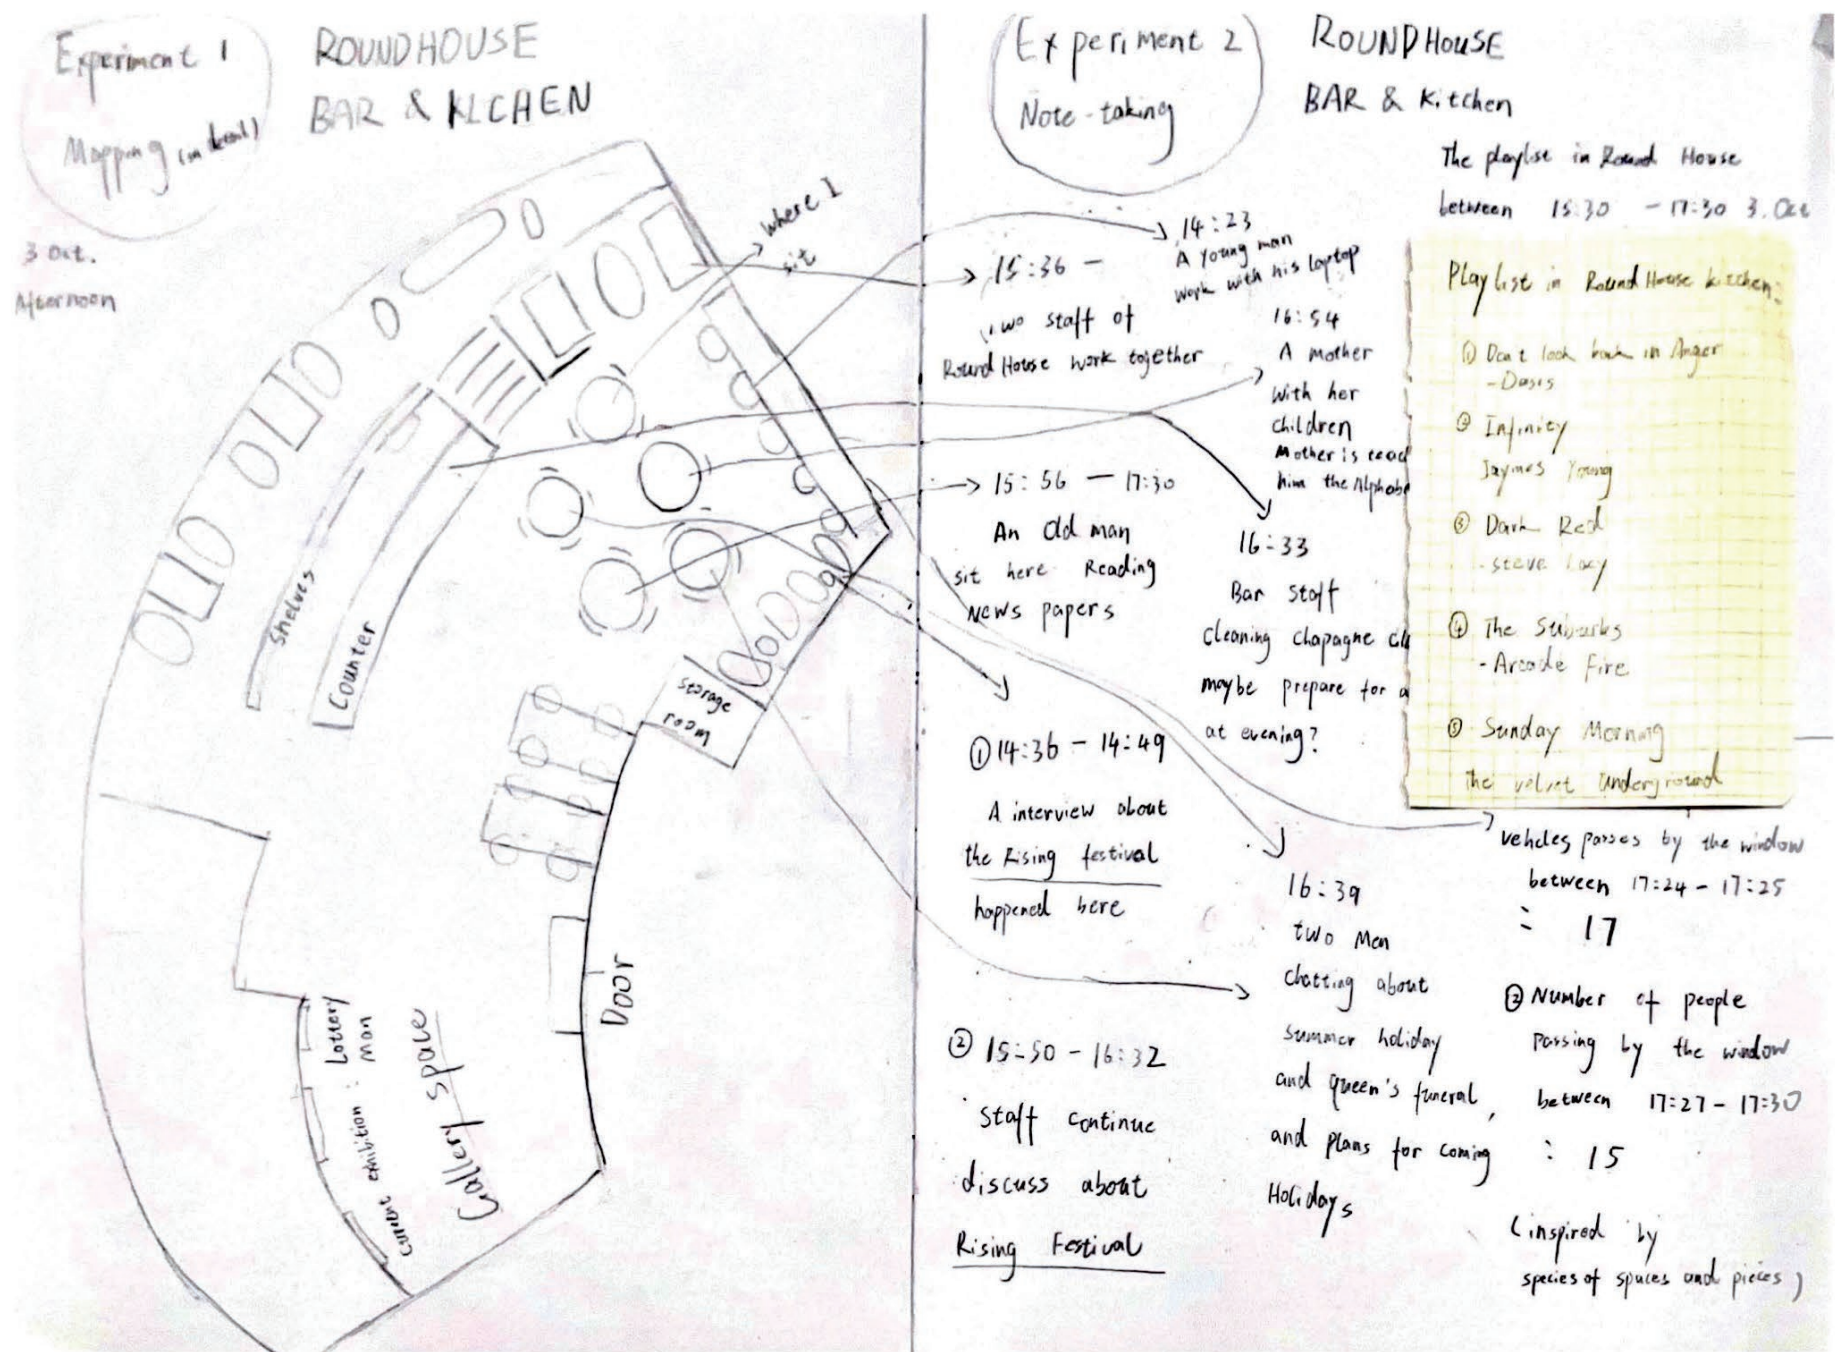 Experiment 1
Mapping (in detail)
ROUNDHOUSE
BAR & KLCHEN
3 Oct.
Afternoon
where I
sit
Shelves
Counter
storage
room
Door
Gallery space
current exhibition : Lottery
Man
Experiment 2
Note-taking
ROUNDHOUSE
BAR & Kitchen
The playlist in Round House
between 15:30 - 17:30 3. Oct
14:23
A Young man
work with his laptop
15:36 -
Two staff of
Round House work together
16:54
A mother
with her
children
Mother is teac
him the Alphabe
15:56 - 17:30
An Old man
sit here Reading
News papers
16:33
Bar staff
cleaning chapagne
maybe prepare for a
at evening?
① 14:36 - 14:49
A interview about
the Rising festival
happened here
② 15:50 - 16:32
Staff continue
discuss about
Rising Festival
16:39
two Men
Chatting about
summer holiday
and queen's funeral,
and plans for coming
Holidays
Playlist in Round House kitchen:
① Don't look back in Anger
- Oasis
② Infinity
Jaymes Young
③ Dark Red
- steve Lacy
④ The Suburbs
- Arcade Fire
⑤ Sunday Morning
The velvet Underground
vehcles passes by the window
between 17:24 - 17:25
: 17
② Number of people
passing by the window
between 17:27 - 17:30
: 15
(inspired by
species of spaces and pieces)